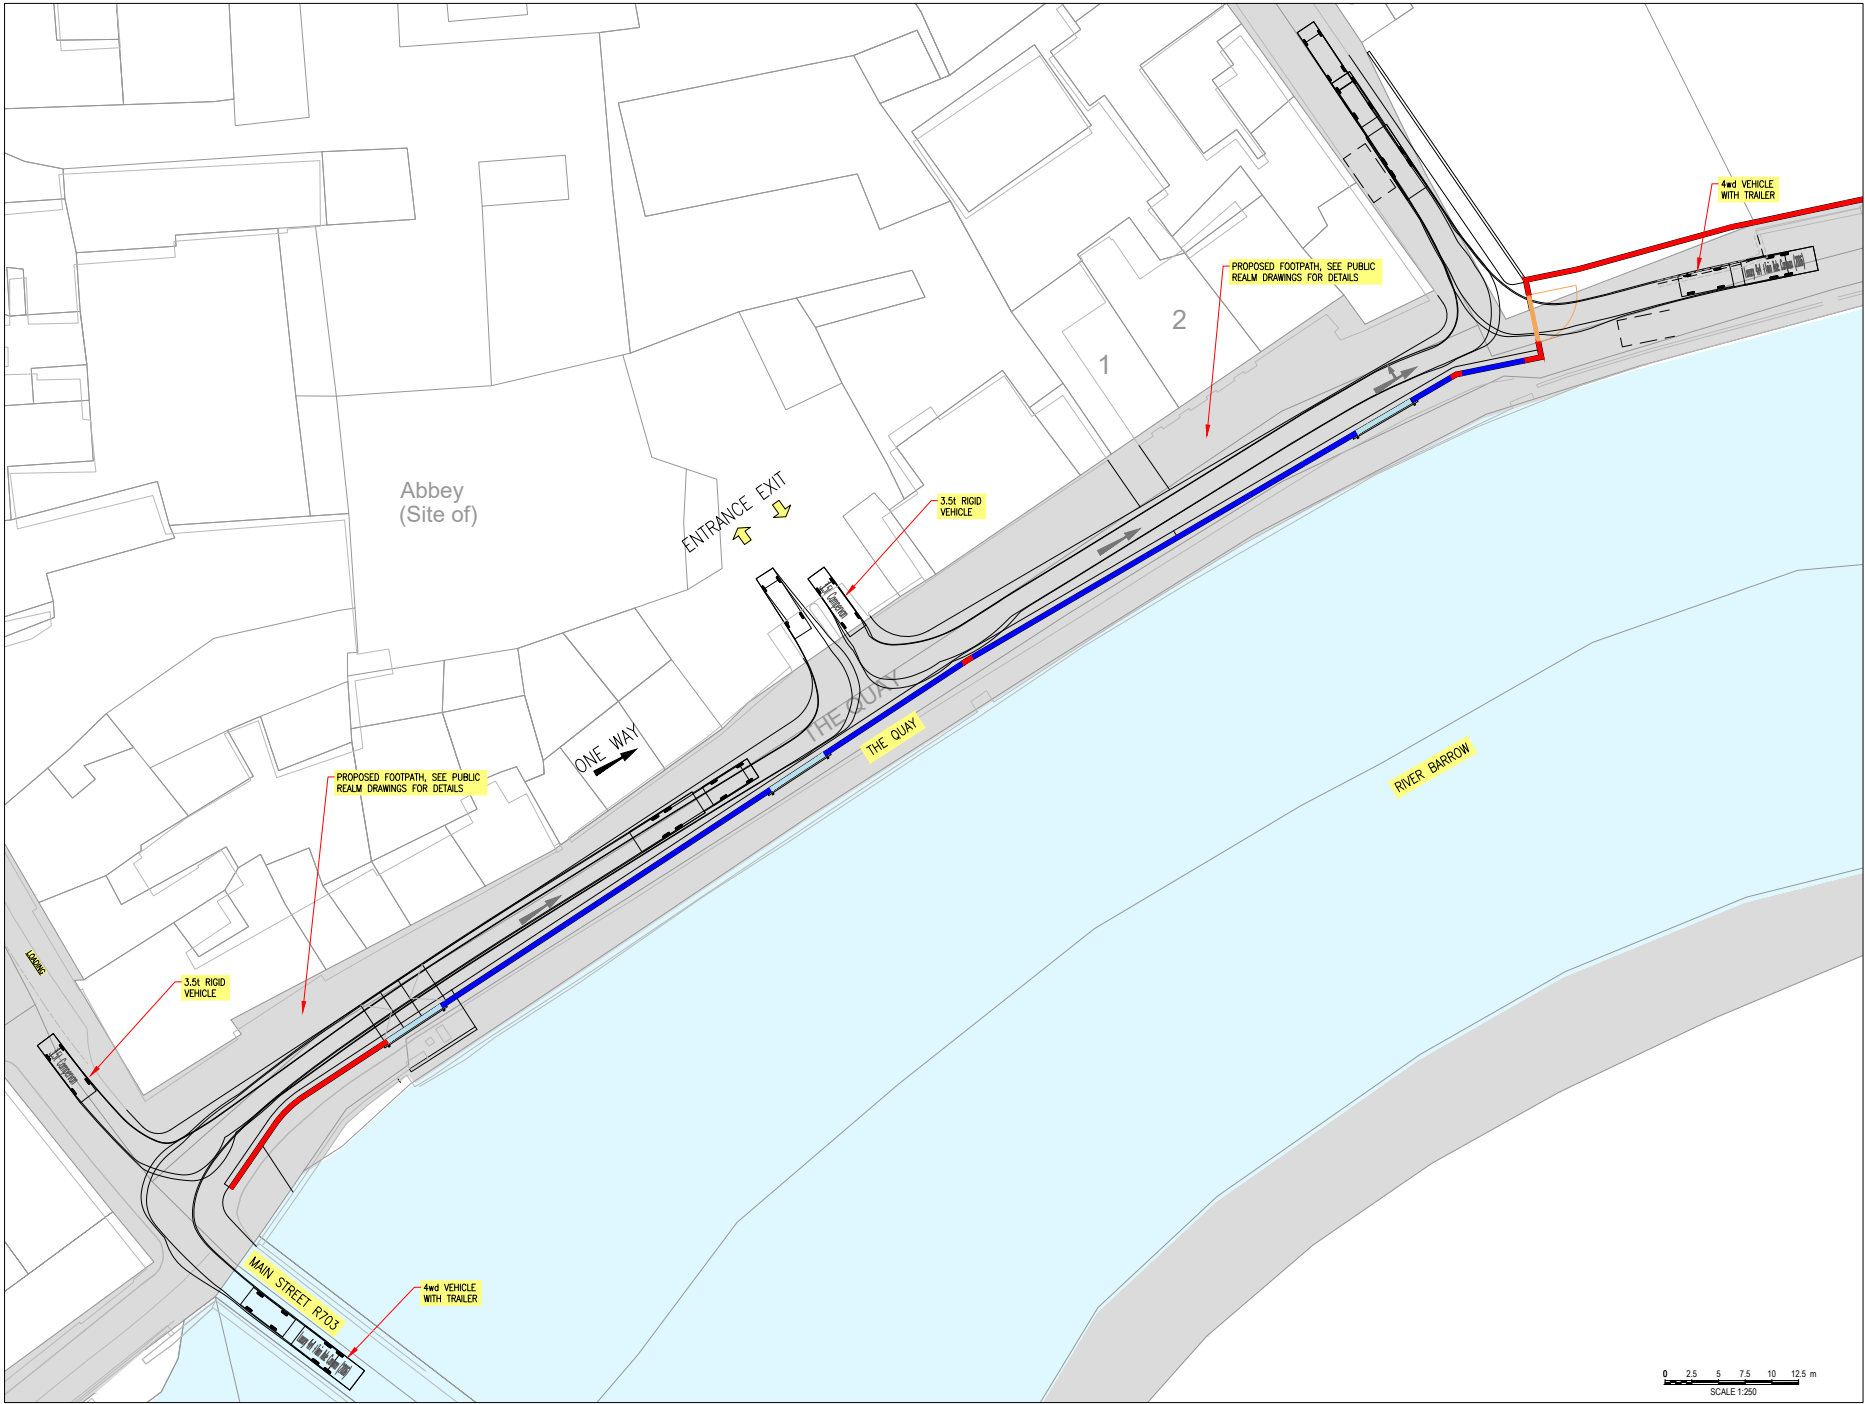 4wd VEHICLE
WITH TRAILER
PROPOSED FOOTPATH, SEE PUBLIC
REALM DRAWINGS FOR DETAILS
2
1
Abbey
(Site of)
ENTRANCE EXIT
3.5t RIGID
VEHICLE
THE QUAY
THE QUAY
ONE WAY
RIVER BARROW
PROPOSED FOOTPATH, SEE PUBLIC
REALM DRAWINGS FOR DETAILS
LOADING
3.5t RIGID
VEHICLE
MAIN STREET R703
4wd VEHICLE
WITH TRAILER
0 2.5 5 7.5 10 12.5 m
SCALE 1:250